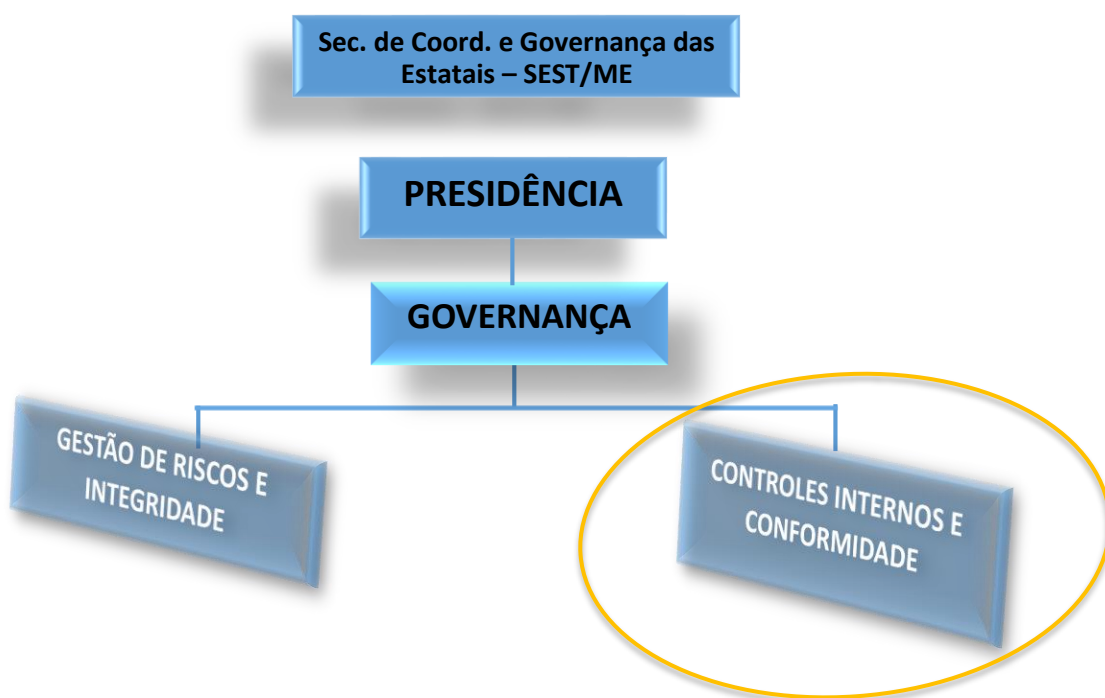 Sec. de Coord. e Governança das
Estatais – SEST/ME
PRESIDÊNCIA
GOVERNANÇA
GESTÃO DE RISCOS E
INTEGRIDADE
CONTROLES INTERNOS E
CONFORMIDADE